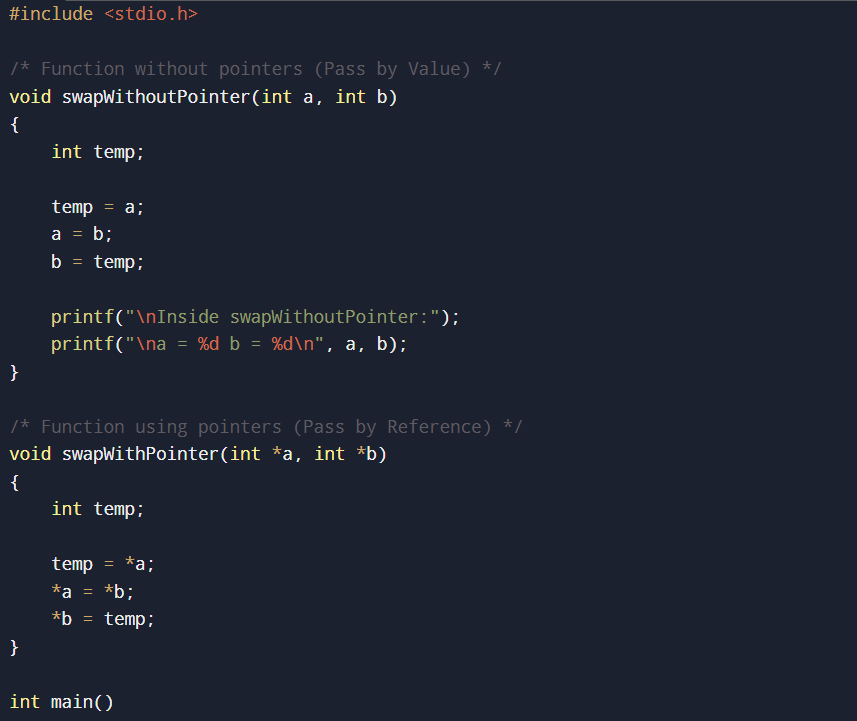 #include <stdio.h>
/* Function without pointers (Pass by Value) */
void swapWithoutPointer(int a, int b)
{
    int temp;
    temp = a;
    a = b;
    b = temp;
    printf("\nInside swapWithoutPointer:");
    printf("\na = %d b = %d\n", a, b);
}
/* Function using pointers (Pass by Reference) */
void swapWithPointer(int *a, int *b)
{
    int temp;
    temp = *a;
    *a = *b;
    *b = temp;
}
int main()